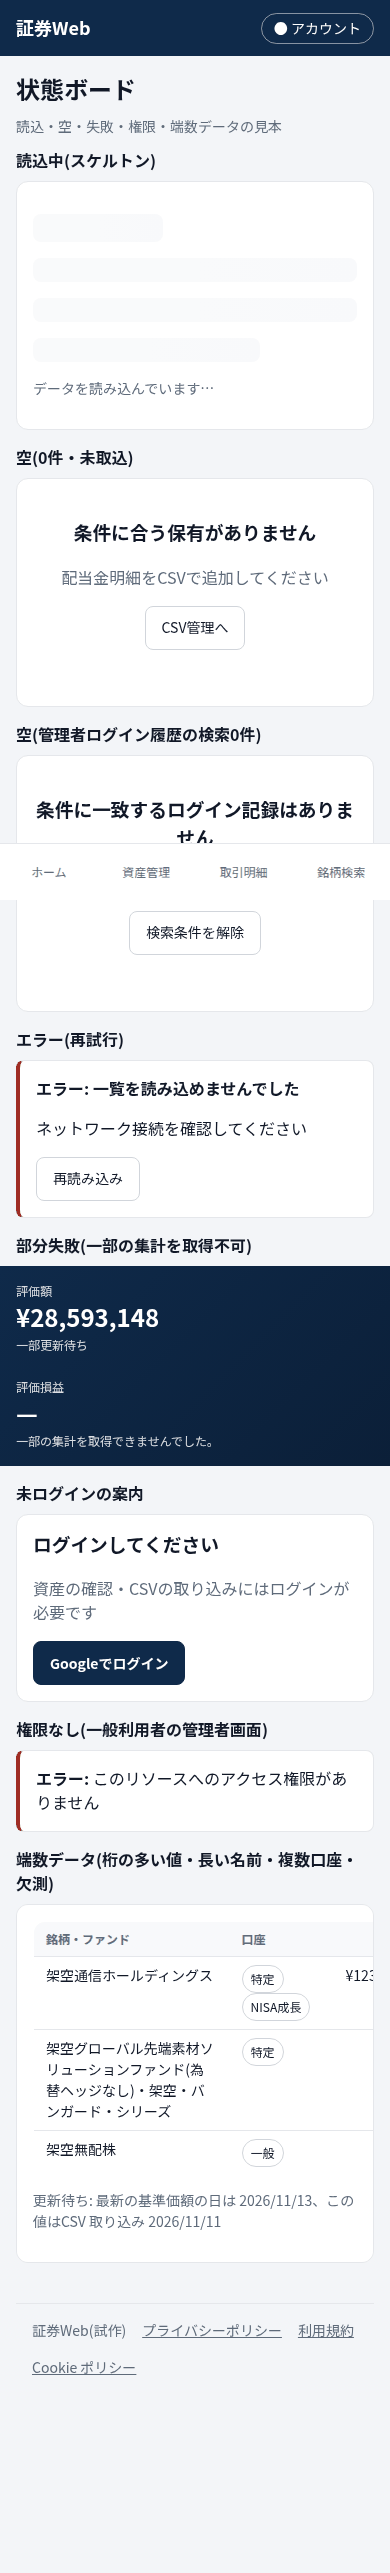 証券Web
アカウント
状態ボード
読込・空・失敗・権限・端数データの見本
読込中(スケルトン)
データを読み込んでいます…
空(0件・未取込)
条件に合う保有がありません
配当金明細をCSVで追加してください
CSV管理へ
空(管理者ログイン履歴の検索0件)
条件に一致するログイン記録はありま
せん
ホーム 資産管理 取引明細 銘柄検索
検索条件を解除
エラー(再試行)
エラー: 一覧を読み込めませんでした
ネットワーク接続を確認してください
再読み込み
部分失敗(一部の集計を取得不可)
評価額
¥28,593,148
一部更新待ち
評価損益
—
一部の集計を取得できませんでした。
未ログインの案内
ログインしてください
資産の確認・CSVの取り込みにはログインが
必要です
Googleでログイン
権限なし(一般利用者の管理者画面)
エラー: このリソースへのアクセス権限があ
りません
端数データ(桁の多い値・長い名前・複数口座・
欠測)
銘柄・ファンド 口座
架空通信ホールディングス 特定 ¥123
NISA成長
架空グローバル先端素材ソ 特定
リューションファンド(為
替ヘッジなし)・架空・バ
ンガード・シリーズ
架空無配株 一般
更新待ち: 最新の基準価額の日は 2026/11/13、この
値はCSV 取り込み 2026/11/11
証券Web(試作) プライバシーポリシー 利用規約
Cookie ポリシー